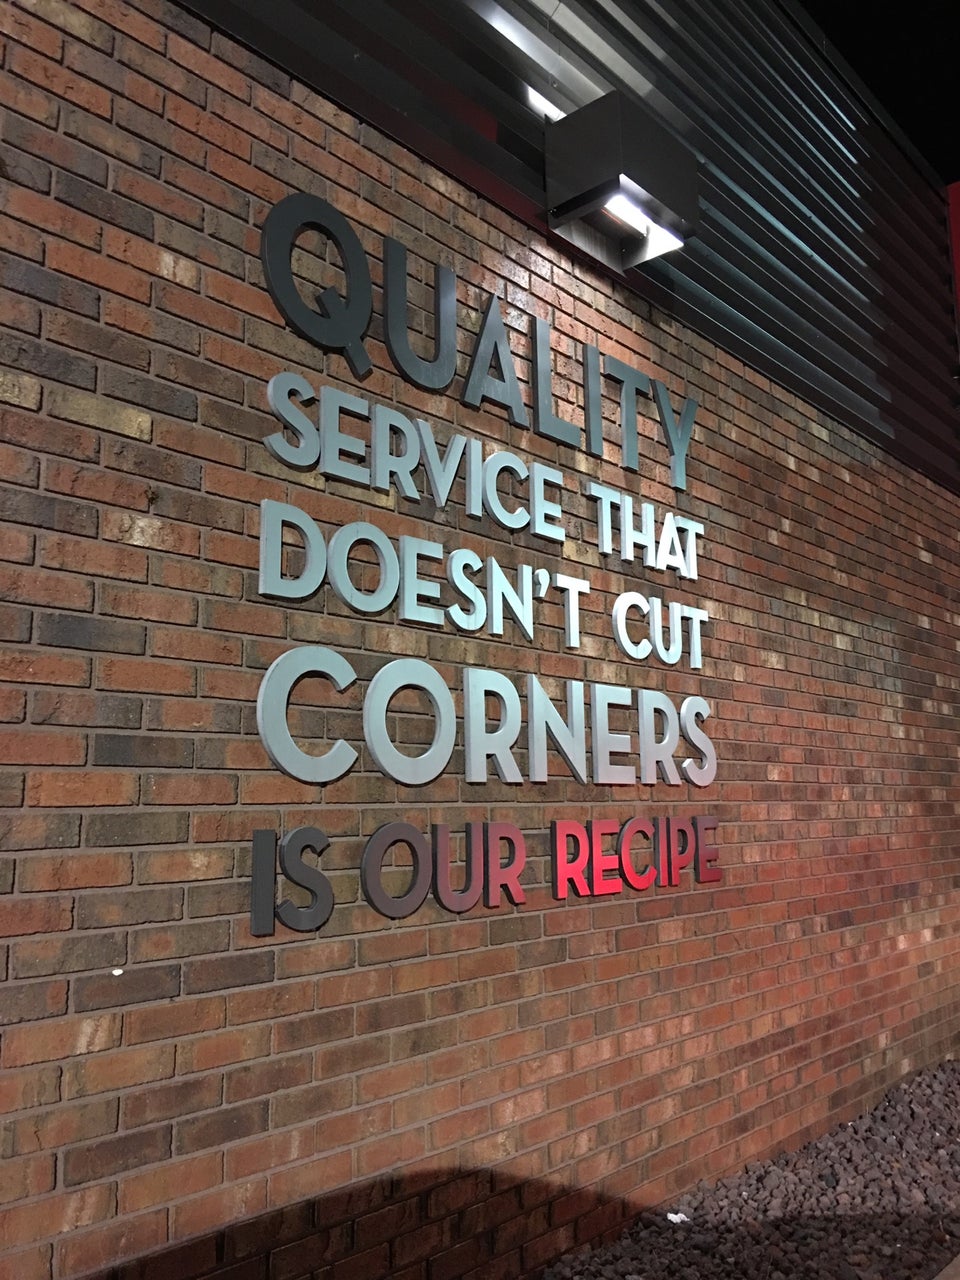 QUALITY
SERVICE THAT
DOESN'T CUT
CORNERS
IS OUR RECIPE